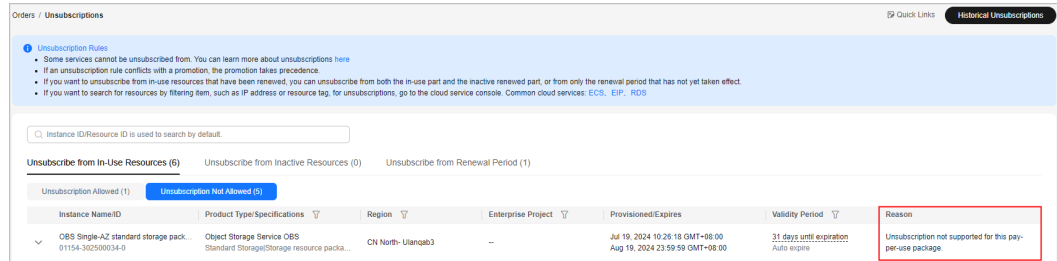 Orders / Unsubscriptions
Quick Links
Historical Unsubscriptions
Unsubscription Rules
• Some services cannot be unsubscribed from. You can learn more about unsubscriptions here
• If an unsubscription rule conflicts with a promotion, the promotion takes precedence.
• If you want to unsubscribe from in-use resources that have been renewed, you can unsubscribe from both the in-use part and the inactive renewed part, or from only the renewal period that has not yet taken effect.
• If you want to search for resources by filtering item, such as IP address or resource tag, for unsubscriptions, go to the cloud service console. Common cloud services: ECS, EIP, RDS
Instance ID/Resource ID is used to search by default.
Unsubscribe from In-Use Resources (6) Unsubscribe from Inactive Resources (0) Unsubscribe from Renewal Period (1)
Unsubscription Allowed (1) Unsubscription Not Allowed (5)
Instance Name/ID Product Type/Specifications Region Enterprise Project Provisioned/Expires Validity Period Reason
OBS Single-AZ standard storage pack... Object Storage Service OBS CN North- Ulanqab3 -- Jul 19, 2024 10:26:18 GMT+08:00 31 days until expiration Unsubscription not supported for this pay-
01154-302500034-0 Standard Storage|Storage resource packa... Aug 19, 2024 23:59:59 GMT+08:00 Auto expire per-use package.